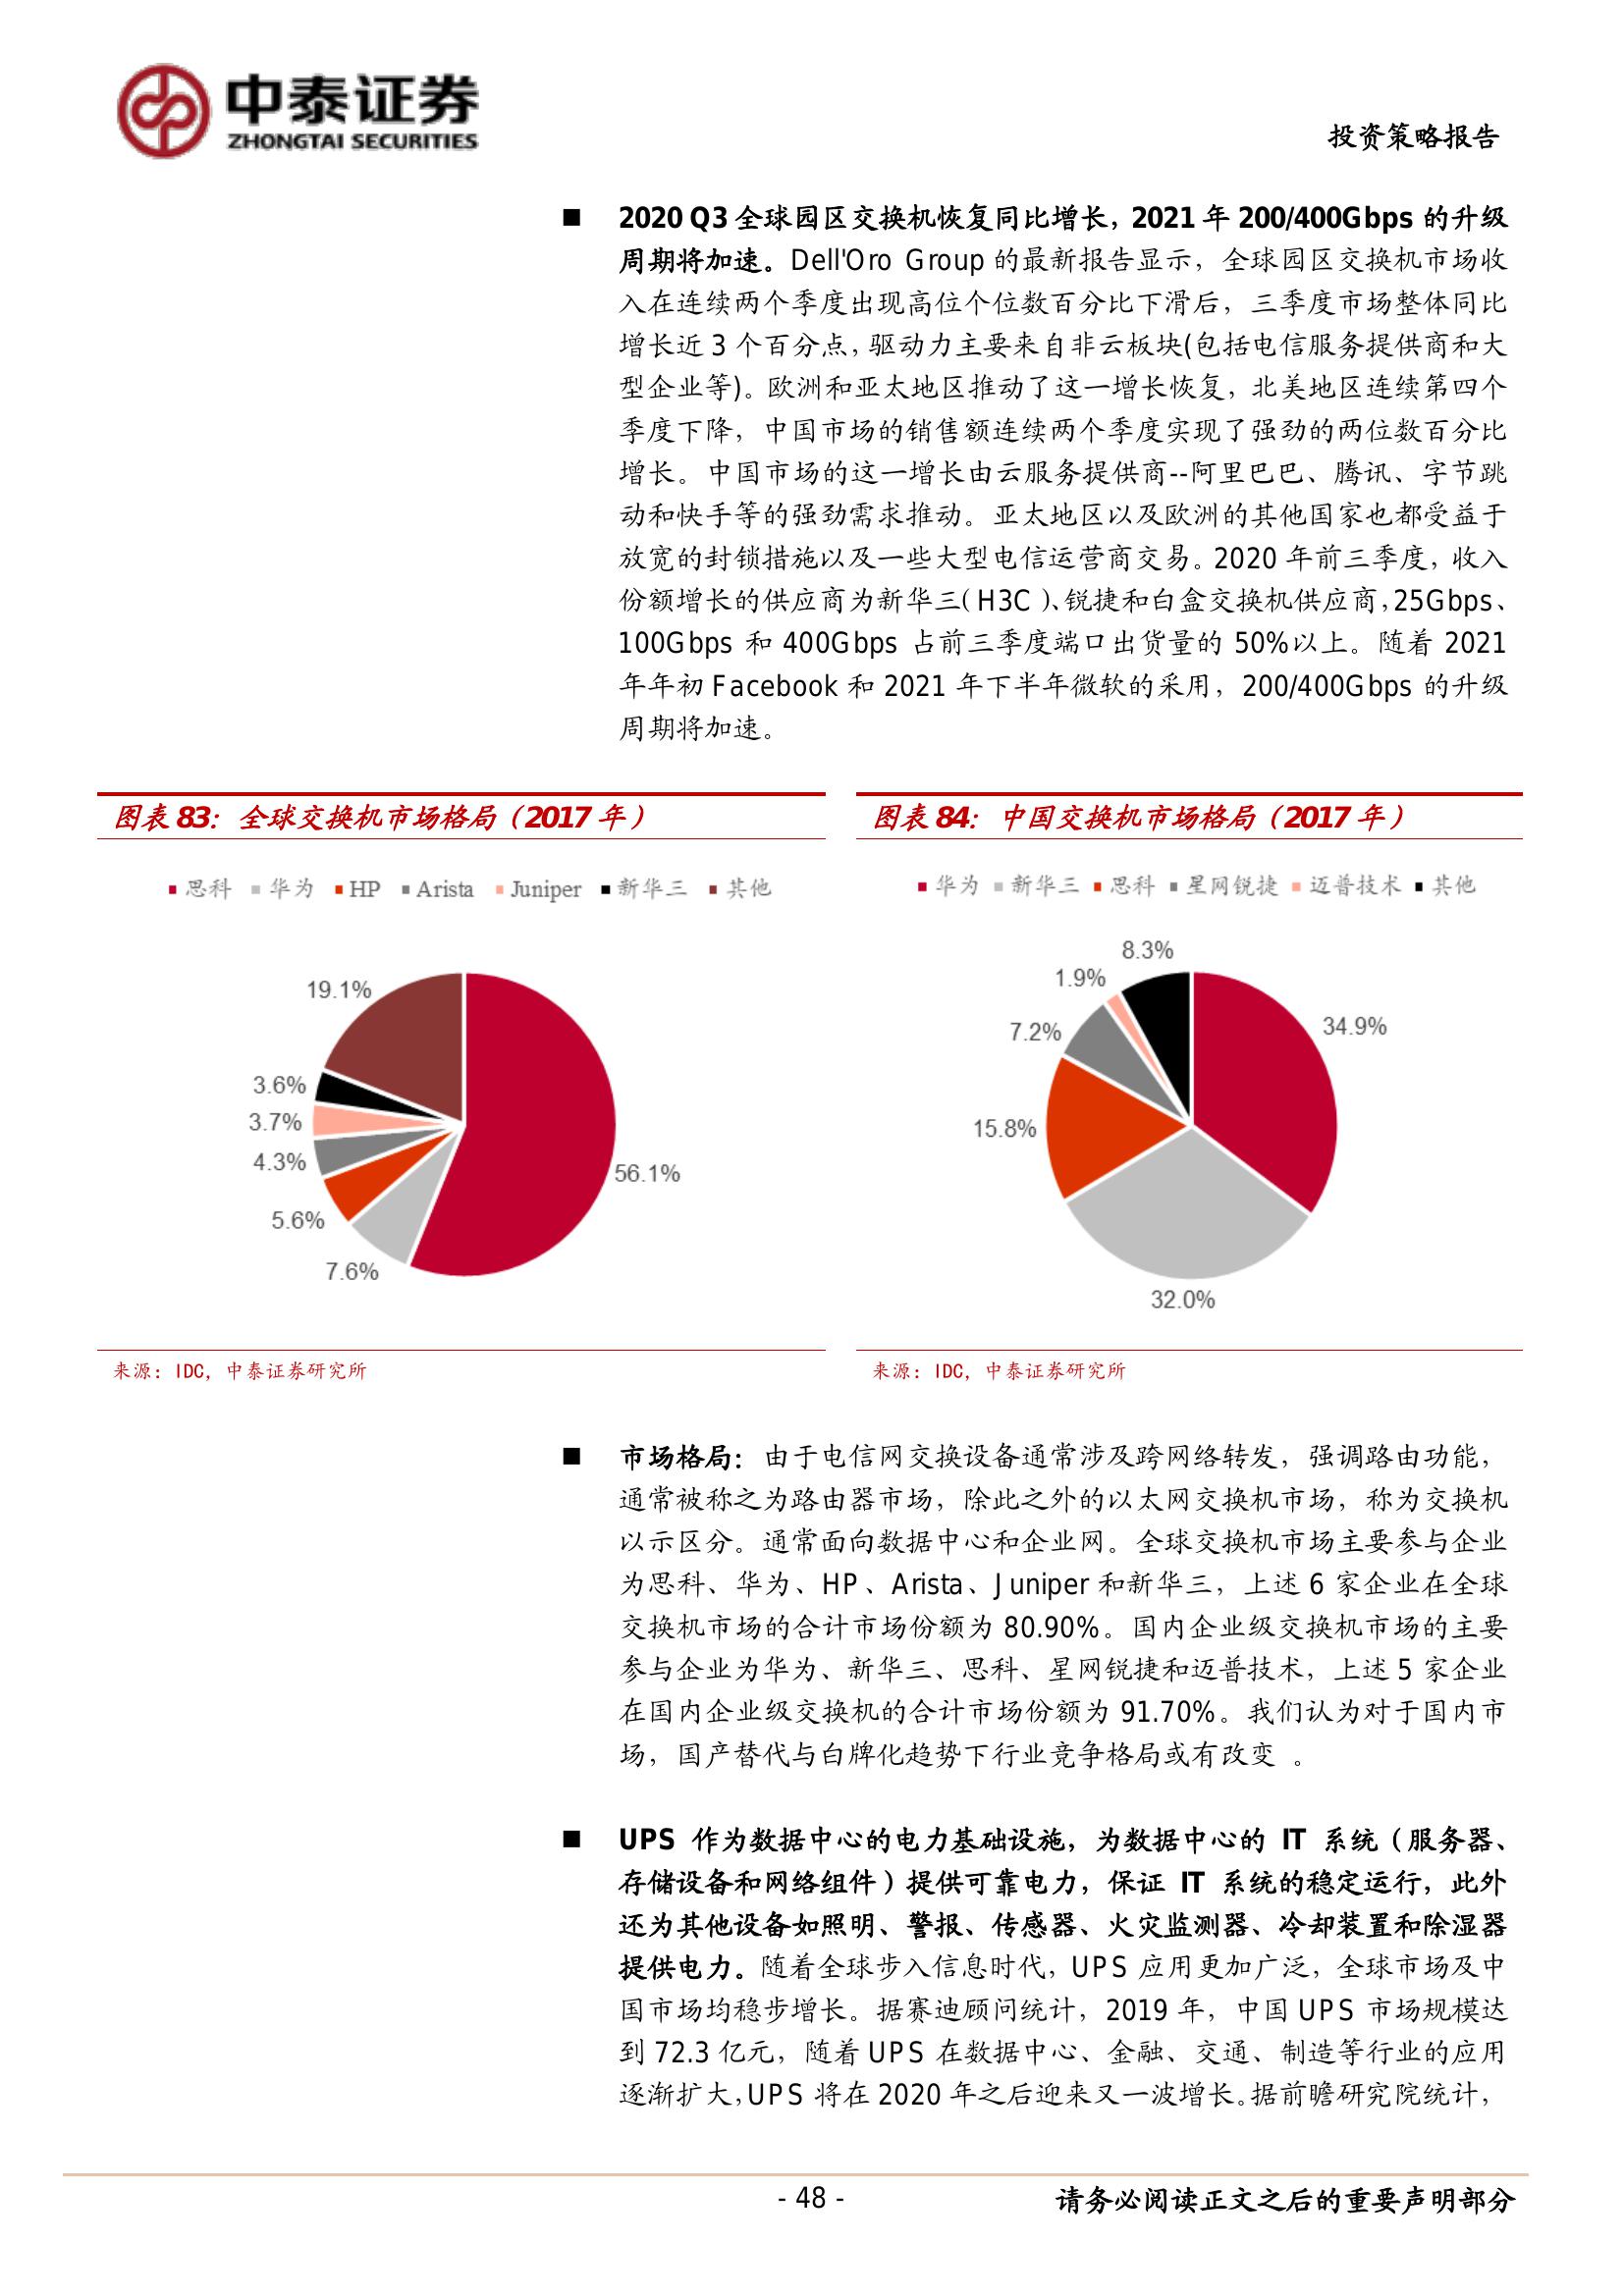 中泰证券
ZHONGTAI SECURITIES
投资策略报告
■ 2020 Q3 全球园区交换机恢复同比增长，2021 年 200/400Gbps 的升级
周期将加速。Dell'Oro Group 的最新报告显示，全球园区交换机市场收
入在连续两个季度出现高位个位数百分比下滑后，三季度市场整体同比
增长近 3 个百分点，驱动力主要来自非云板块(包括电信服务提供商和大
型企业等)。欧洲和亚太地区推动了这一增长恢复，北美地区连续第四个
季度下降，中国市场的销售额连续两个季度实现了强劲的两位数百分比
增长。中国市场的这一增长由云服务提供商--阿里巴巴、腾讯、字节跳
动和快手等的强劲需求推动。亚太地区以及欧洲的其他国家也都受益于
放宽的封锁措施以及一些大型电信运营商交易。2020 年前三季度，收入
份额增长的供应商为新华三(H3C)、锐捷和白盒交换机供应商，25Gbps、
100Gbps 和 400Gbps 占前三季度端口出货量的 50%以上。随着 2021
年年初 Facebook 和 2021 年下半年微软的采用，200/400Gbps 的升级
周期将加速。
图表 83：全球交换机市场格局（2017 年）
思科 华为 HP Arista Juniper 新华三 其他
19.1%
3.6%
3.7%
4.3%
5.6%
7.6%
56.1%
来源：IDC，中泰证券研究所
图表 84：中国交换机市场格局（2017 年）
华为 新华三 思科 星网锐捷 迈普技术 其他
8.3%
1.9%
7.2%
34.9%
15.8%
32.0%
来源：IDC，中泰证券研究所
■ 市场格局：由于电信网交换设备通常涉及跨网络转发，强调路由功能，
通常被称之为路由器市场，除此之外的以太网交换机市场，称为交换机
以示区分。通常面向数据中心和企业网。全球交换机市场主要参与企业
为思科、华为、HP、Arista、Juniper 和新华三，上述 6 家企业在全球
交换机市场的合计市场份额为 80.90%。国内企业级交换机市场的主要
参与企业为华为、新华三、思科、星网锐捷和迈普技术，上述 5 家企业
在国内企业级交换机的合计市场份额为 91.70%。我们认为对于国内市
场，国产替代与白牌化趋势下行业竞争格局或有改变 。
■ UPS 作为数据中心的电力基础设施，为数据中心的 IT 系统（服务器、
存储设备和网络组件）提供可靠电力，保证 IT 系统的稳定运行，此外
还为其他设备如照明、警报、传感器、火灾监测器、冷却装置和除湿器
提供电力。随着全球步入信息时代，UPS 应用更加广泛，全球市场及中
国市场均稳步增长。据赛迪顾问统计，2019 年，中国 UPS 市场规模达
到 72.3 亿元，随着 UPS 在数据中心、金融、交通、制造等行业的应用
逐渐扩大，UPS 将在 2020 年之后迎来又一波增长。据前瞻研究院统计，
- 48 -
请务必阅读正文之后的重要声明部分